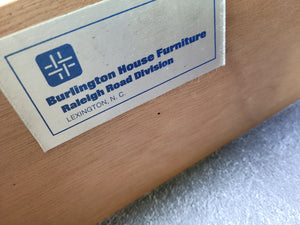 Burlington House Furniture
Raleigh Road Division
LEXINGTON, N. C.